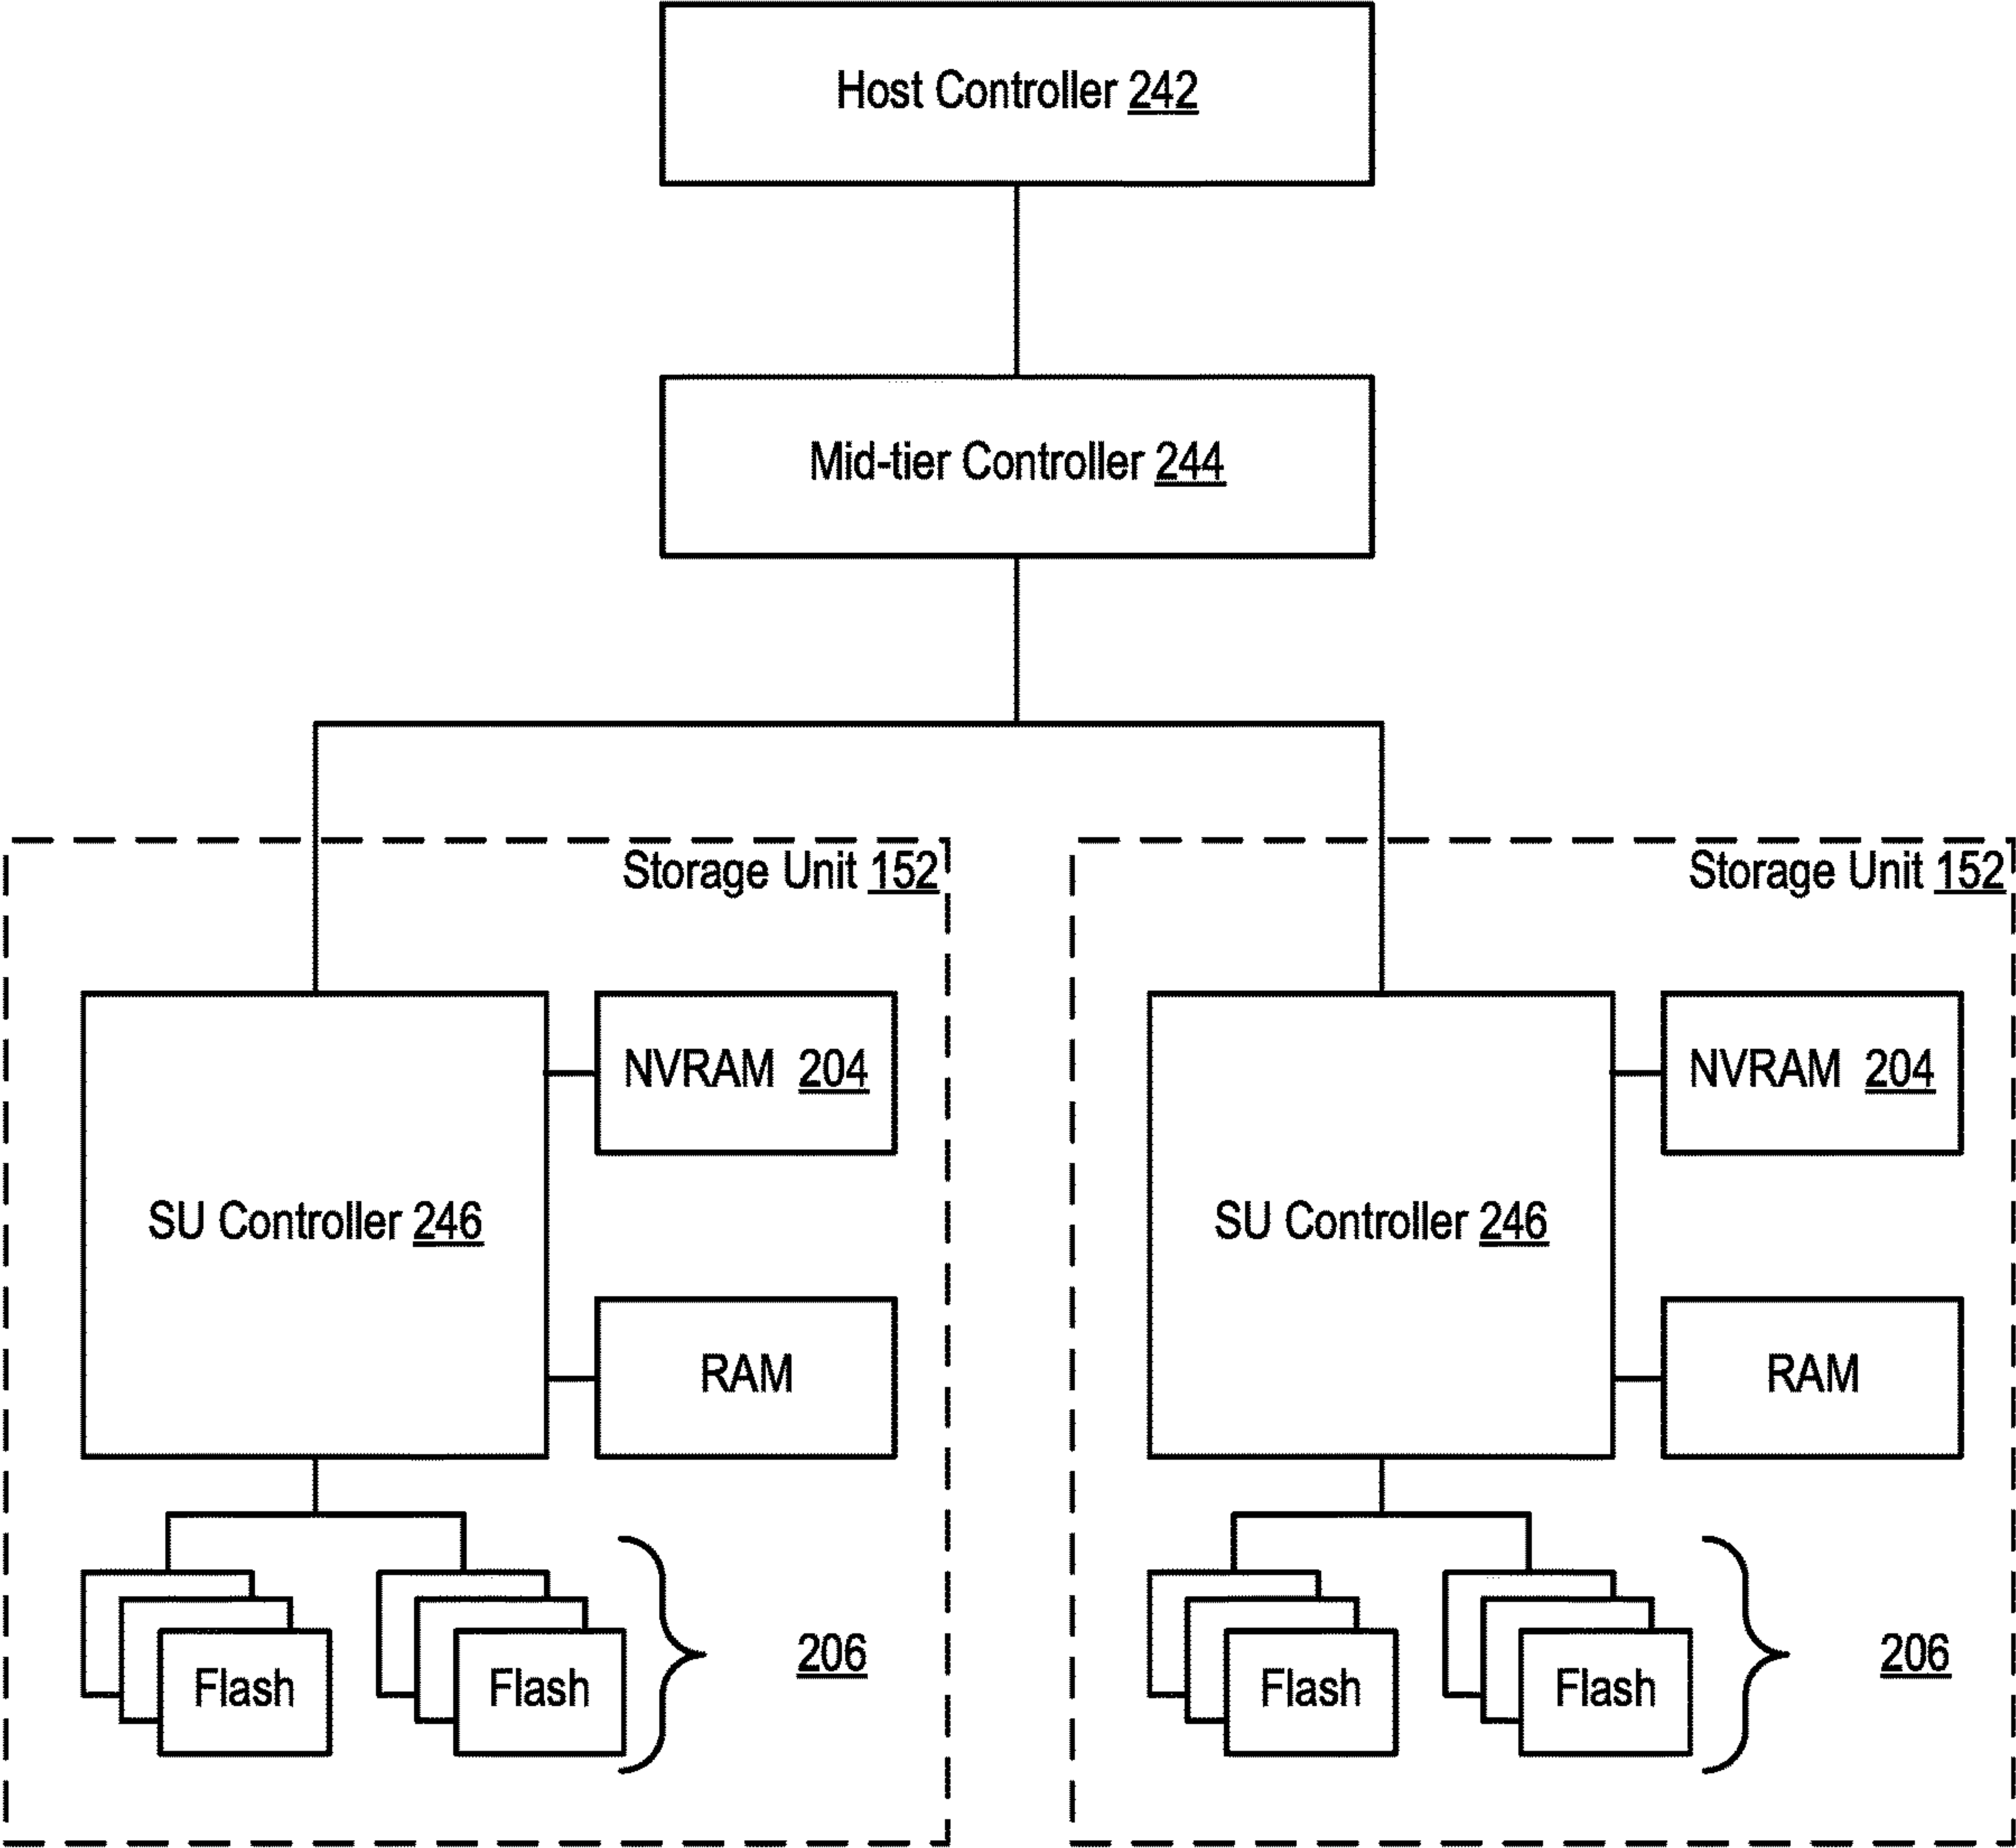 Host Controller 242
Mid-tier Controller 244
Storage Unit 152
NVRAM 204
SU Controller 246
RAM
Flash
Flash
206
Storage Unit 152
NVRAM 204
SU Controller 246
RAM
Flash
Flash
206